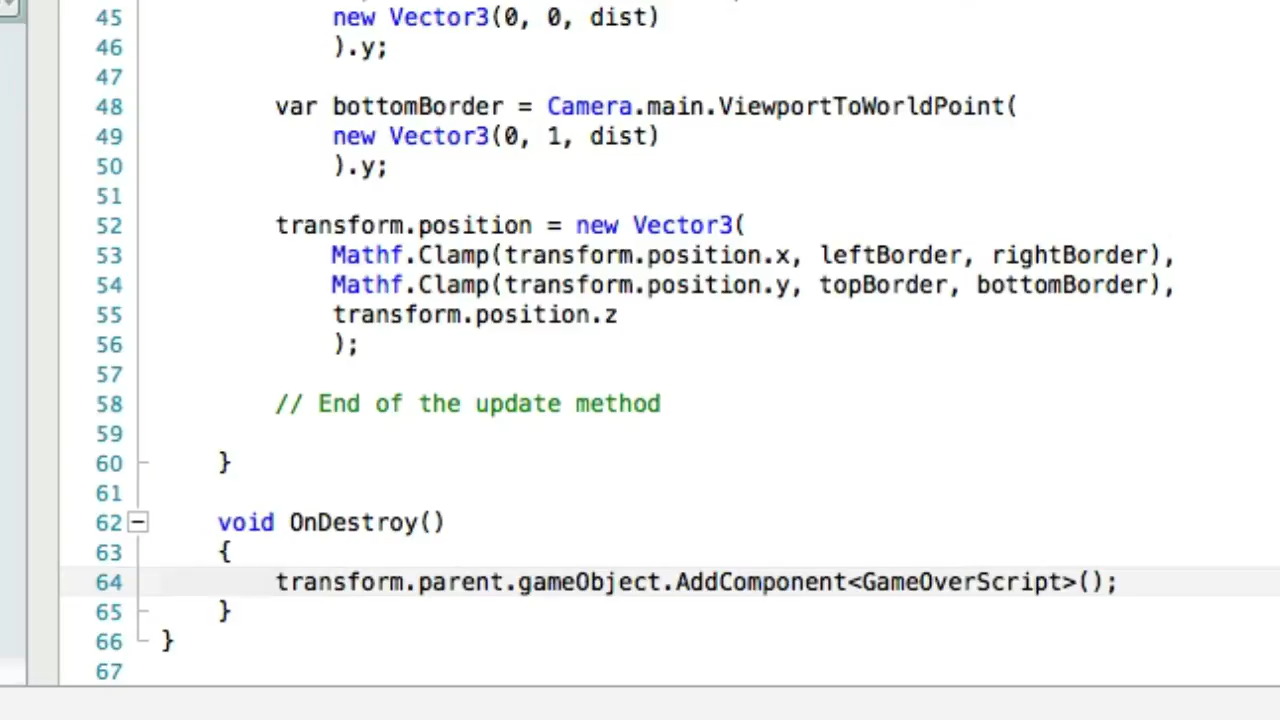 45 new Vector3(0, 0, dist)
46 ).y;
47
48 var bottomBorder = Camera.main.ViewportToWorldPoint(
49 new Vector3(0, 1, dist)
50 ).y;
51
52 transform.position = new Vector3(
53 Mathf.Clamp(transform.position.x, leftBorder, rightBorder),
54 Mathf.Clamp(transform.position.y, topBorder, bottomBorder),
55 transform.position.z
56 );
57
58 // End of the update method
59
60 }
61
62 void OnDestroy()
63 {
64 transform.parent.gameObject.AddComponent<GameOverScript>();
65 }
66 }
67